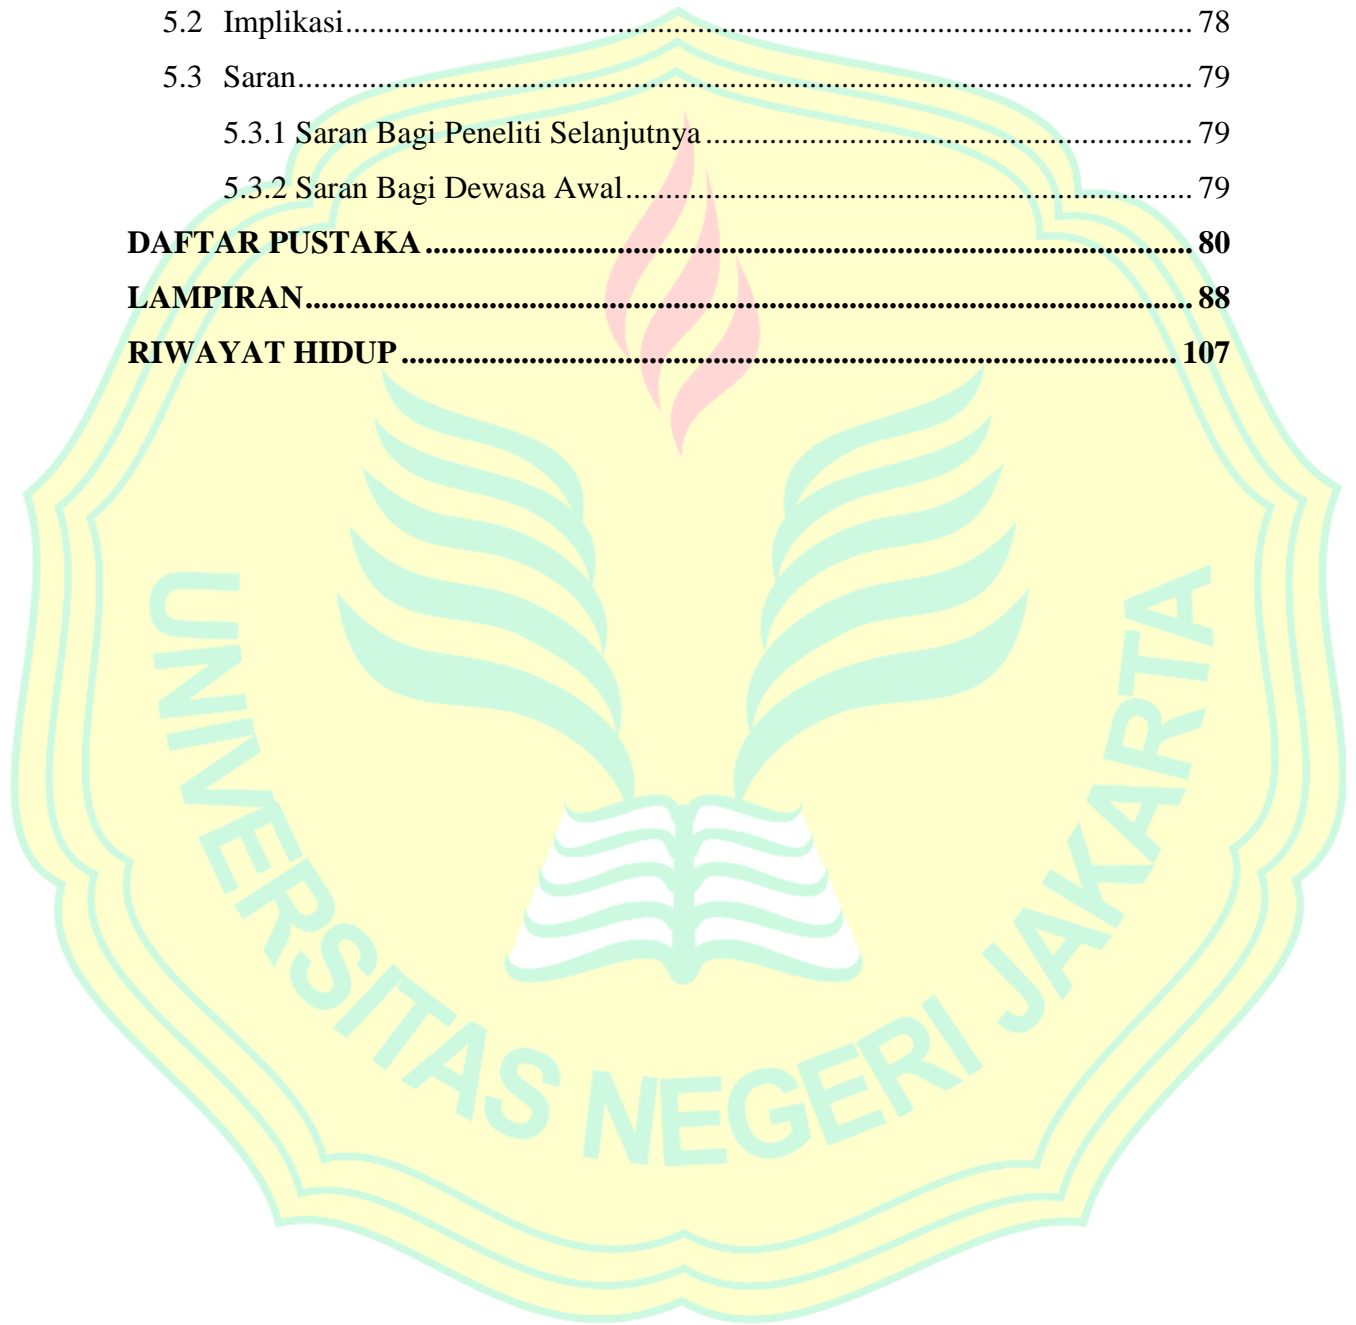 5.2 Implikasi........................................................................................................ 78
5.3 Saran.............................................................................................................. 79
5.3.1 Saran Bagi Peneliti Selanjutnya ............................................................ 79
5.3.2 Saran Bagi Dewasa Awal...................................................................... 79
DAFTAR PUSTAKA ............................................................................................... 80
LAMPIRAN.............................................................................................................. 88
RIWAYAT HIDUP ................................................................................................ 107
UNIVERSITAS NEGERI JAKARTA